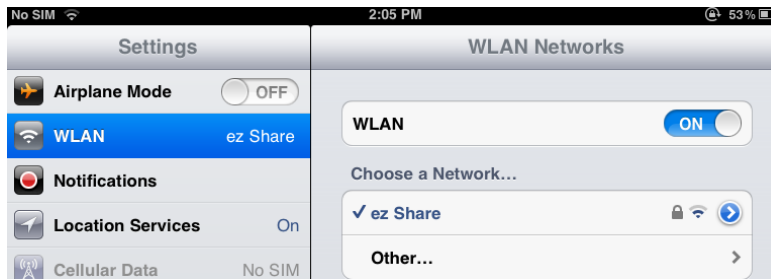 No SIM 2:05 PM 53%
Settings
WLAN Networks
Airplane Mode OFF
WLAN ez Share
Notifications
Location Services On
Cellular Data No SIM
WLAN ON
Choose a Network...
ez Share
Other...